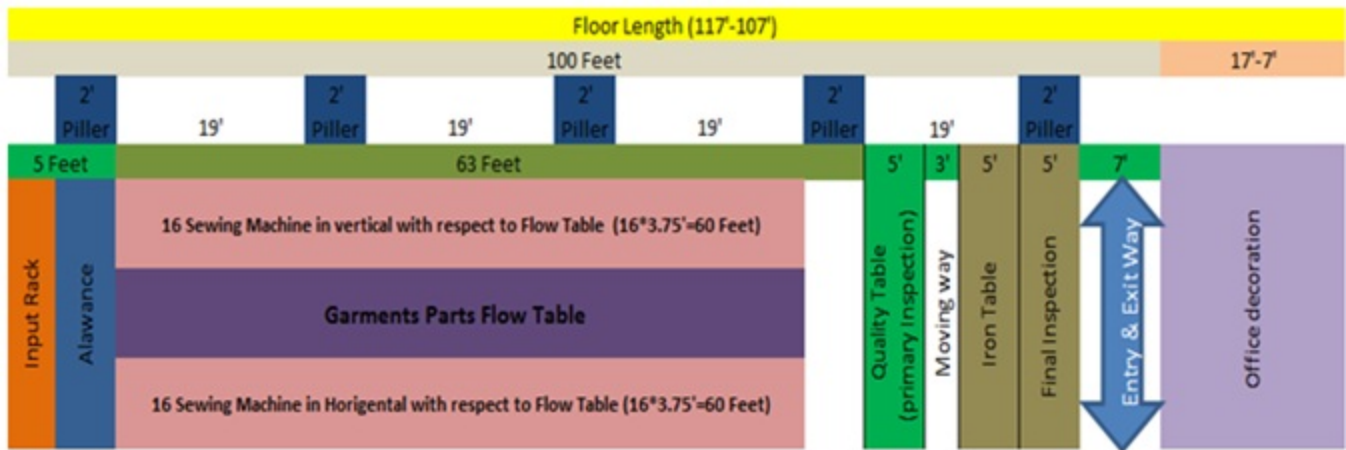 Floor Length (117'-107')
100 Feet
17'-7'
2'
Piller
19'
2'
Piller
19'
2'
Piller
19'
2'
Piller
19'
2'
Piller
5 Feet
63 Feet
5'
3'
5'
5'
7'
Input Rack
Alawance
16 Sewing Machine in vertical with respect to Flow Table (16*3.75'=60 Feet)
Garments Parts Flow Table
16 Sewing Machine in Horigental with respect to Flow Table (16*3.75'=60 Feet)
Quality Table
(primary Inspection)
Moving way
Iron Table
Final Inspection
Entry & Exit Way
Office decoration